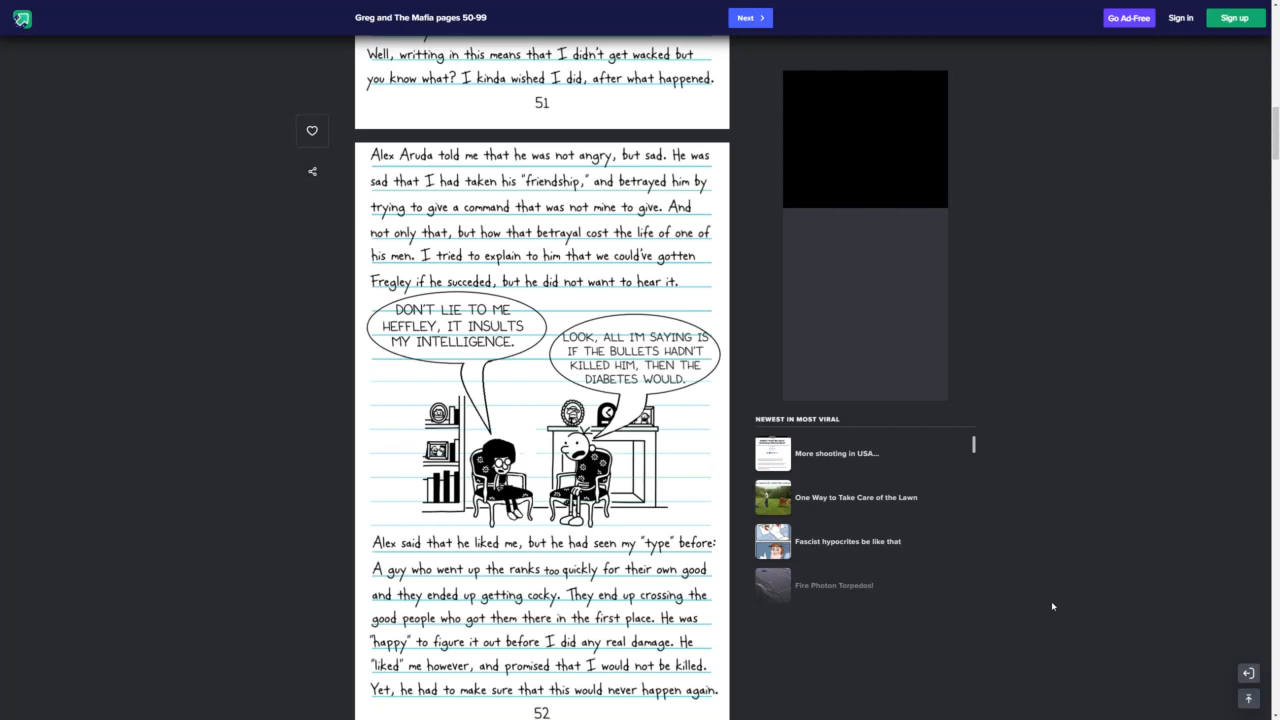 Greg and The Mafia pages 50-99
Next
Go Ad-Free
Sign in
Sign up
Well, writting in this means that I didn't get wacked but
you know what? I kinda wished I did, after what happened.
51
Alex Aruda told me that he was not angry, but sad. He was
sad that I had taken his "friendship," and betrayed him by
trying to give a command that was not mine to give. And
not only that, but how that betrayal cost the life of one of
his men. I tried to explain to him that we could've gotten
Fregley if he succeded, but he did not want to hear it.
DON'T LIE TO ME
HEFFLEY, IT INSULTS
MY INTELLIGENCE.
LOOK, ALL I'M SAYING IS
IF THE BULLETS HADN'T
KILLED HIM, THEN THE
DIABETES WOULD.
Alex said that he liked me, but he had seen my "type" before:
A guy who went up the ranks too quickly for their own good
and they ended up getting cocky. They end up crossing the
good people who got them there in the first place. He was
"happy" to figure it out before I did any real damage. He
"liked" me however, and promised that I would not be killed.
Yet, he had to make sure that this would never happen again.
52
NEWEST IN MOST VIRAL
More shooting in USA...
One Way to Take Care of the Lawn
Fascist hypocrites be like that
Fire Photon Torpedos!